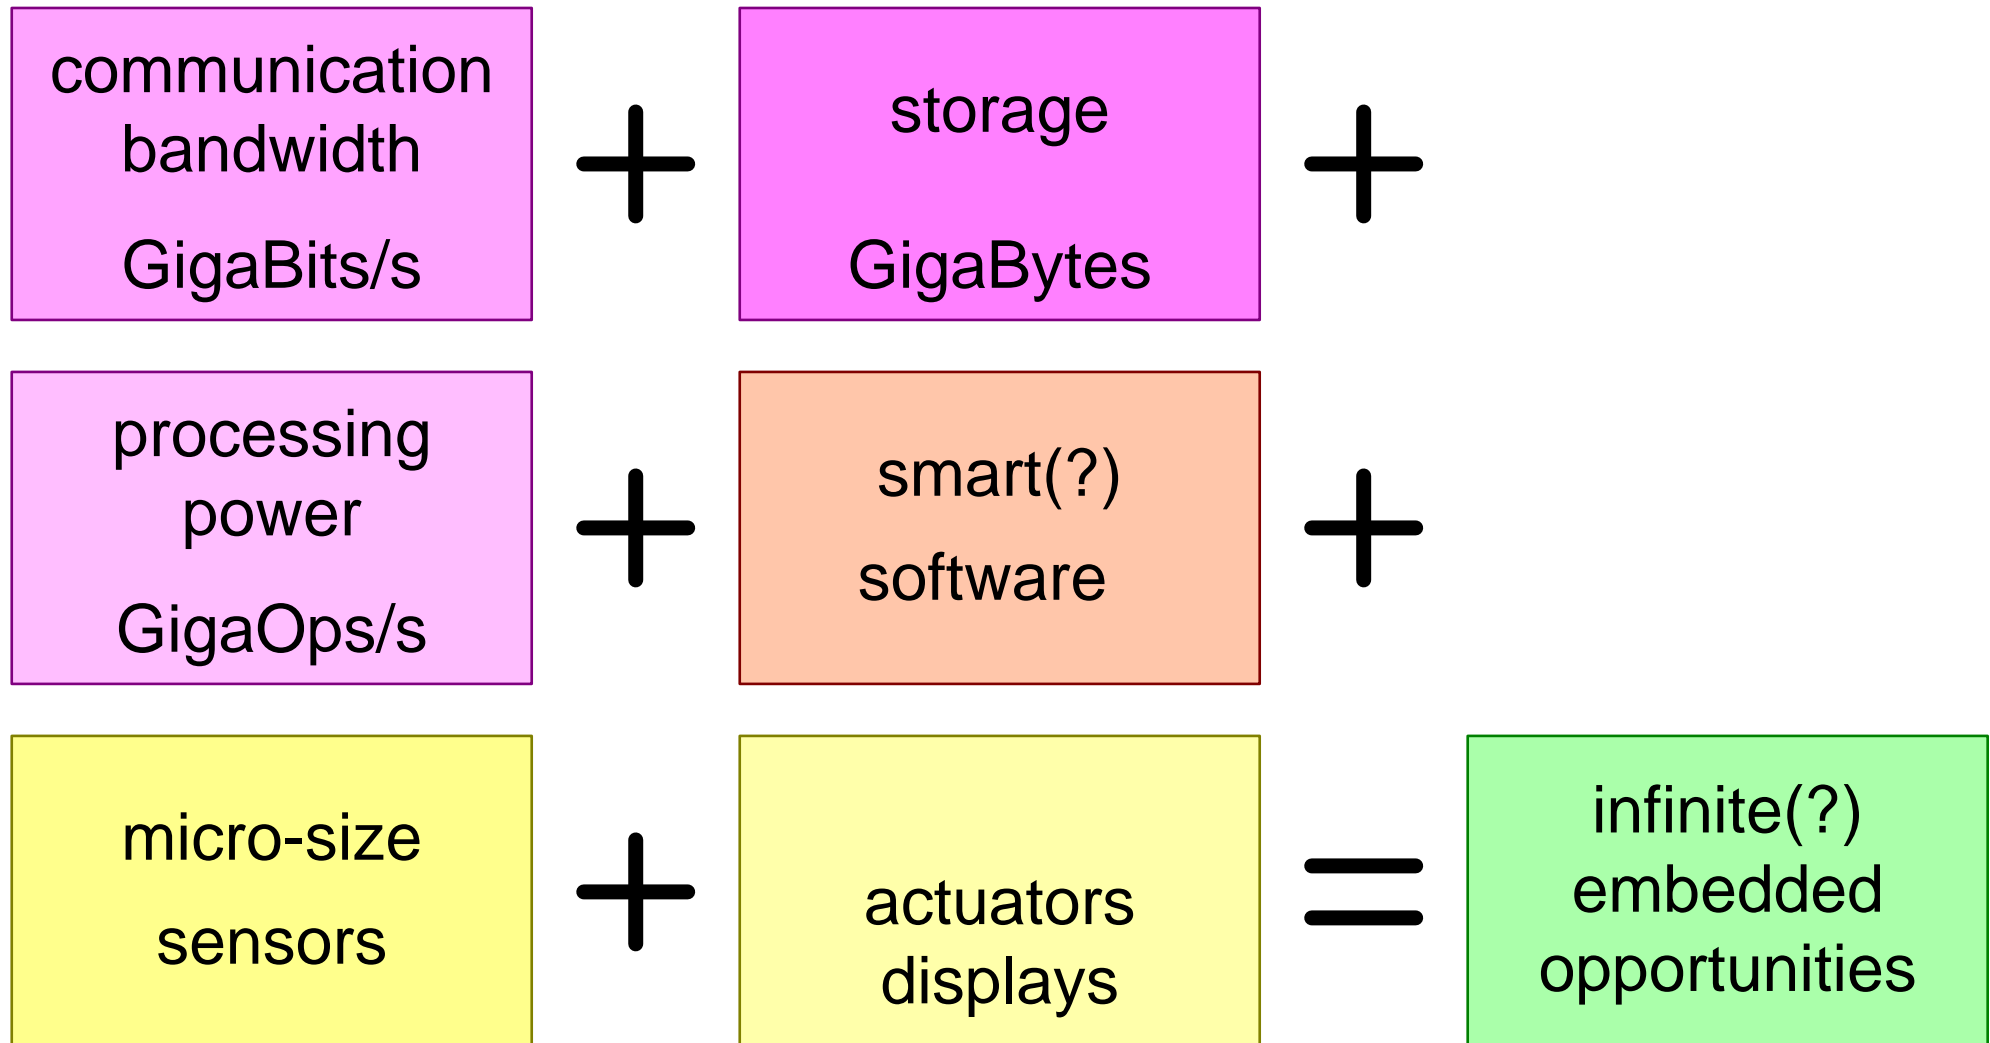 communication
bandwidth
GigaBits/s
+
storage
GigaBytes
+
processing
power
GigaOps/s
+
smart(?)
software
+
micro-size
sensors
+
actuators
displays
=
infinite(?)
embedded
opportunities